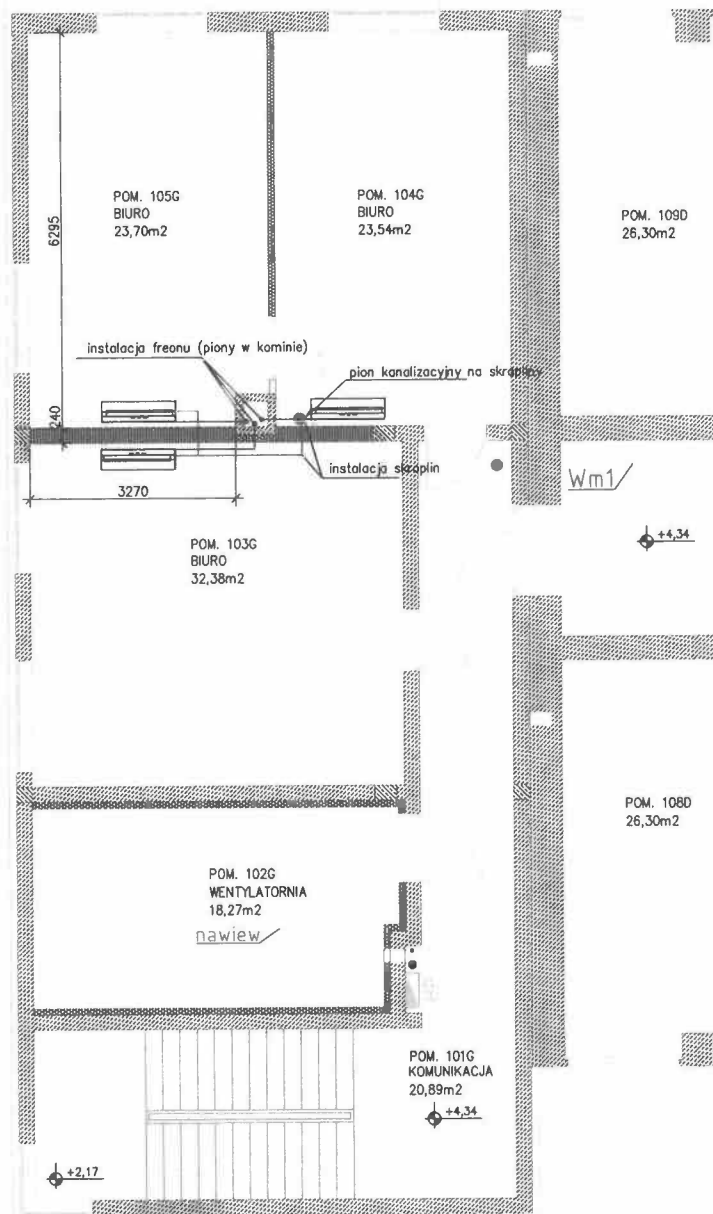 POM. 105G
BIURO
23,70m2
POM. 104G
BIURO
23,54m2
POM. 109D
26,30m2
6295
instalacja freonu (piony w kominie)
pion kanalizacyjny na skropliny
240
instalacja skroplin
3270
Wm1
+4,34
POM. 103G
BIURO
32,38m2
POM. 108D
26,30m2
POM. 102G
WENTYLATORNIA
18,27m2
nawiew
POM. 101G
KOMUNIKACJA
20,89m2
+4,34
+2,17